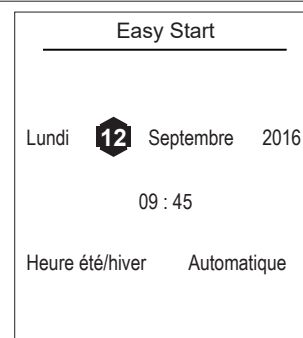 Easy Start
Lundi 12 Septembre 2016
09 : 45
Heure été/hiver Automatique